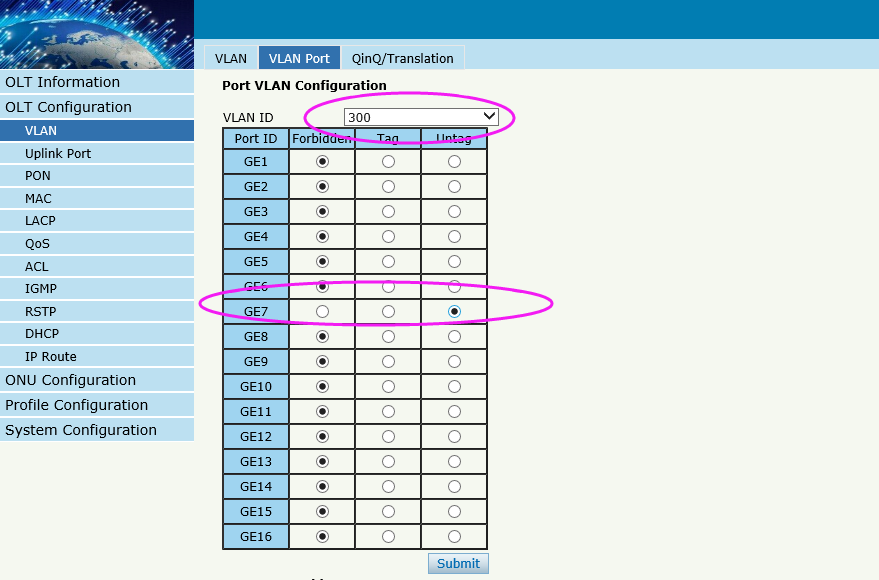 VLAN VLAN Port QinQ/Translation
OLT Information
OLT Configuration
VLAN
Uplink Port
PON
MAC
LACP
QoS
ACL
IGMP
RSTP
DHCP
IP Route
ONU Configuration
Profile Configuration
System Configuration
Port VLAN Configuration
VLAN ID 300
Port ID Forbidden Tag Untag
GE1
GE2
GE3
GE4
GE5
GE6
GE7
GE8
GE9
GE10
GE11
GE12
GE13
GE14
GE15
GE16
Submit